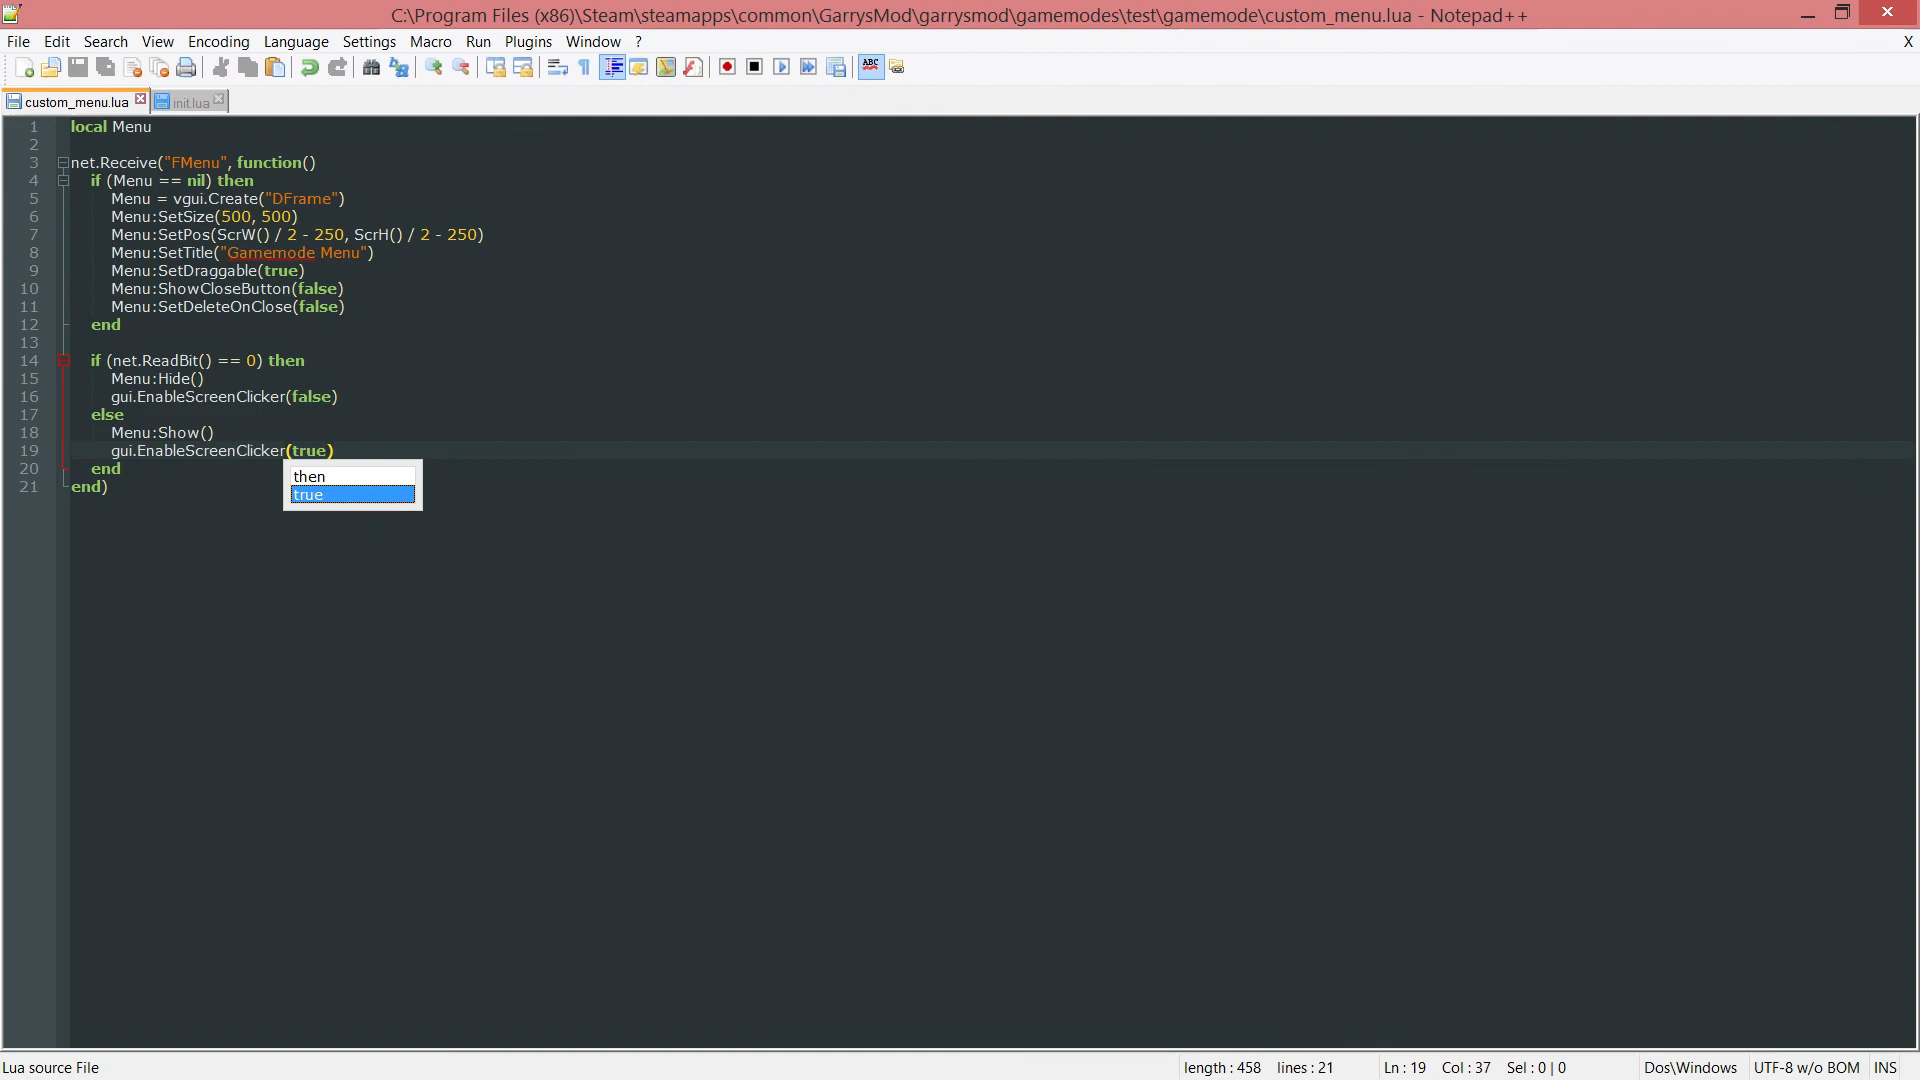 C:\Program Files (x86)\Steam\steamapps\common\GarrysMod\garrysmod\gamemodes\test\gamemode\custom_menu.lua - Notepad++
File Edit Search View Encoding Language Settings Macro Run Plugins Window ? X
ABC
custom_menu.lua init.lua
1 local Menu
2
3 net.Receive("FMenu", function()
4 if (Menu == nil) then
5 Menu = vgui.Create("DFrame")
6 Menu:SetSize(500, 500)
7 Menu:SetPos(ScrW() / 2 - 250, ScrH() / 2 - 250)
8 Menu:SetTitle("Gamemode Menu")
9 Menu:SetDraggable(true)
10 Menu:ShowCloseButton(false)
11 Menu:SetDeleteOnClose(false)
12 end
13
14 if (net.ReadBit() == 0) then
15 Menu:Hide()
16 gui.EnableScreenClicker(false)
17 else
18 Menu:Show()
19 gui.EnableScreenClicker(true)
20 end
21 end)
then
true
Lua source File length : 458 lines : 21 Ln : 19 Col : 37 Sel : 0 | 0 Dos\Windows UTF-8 w/o BOM INS